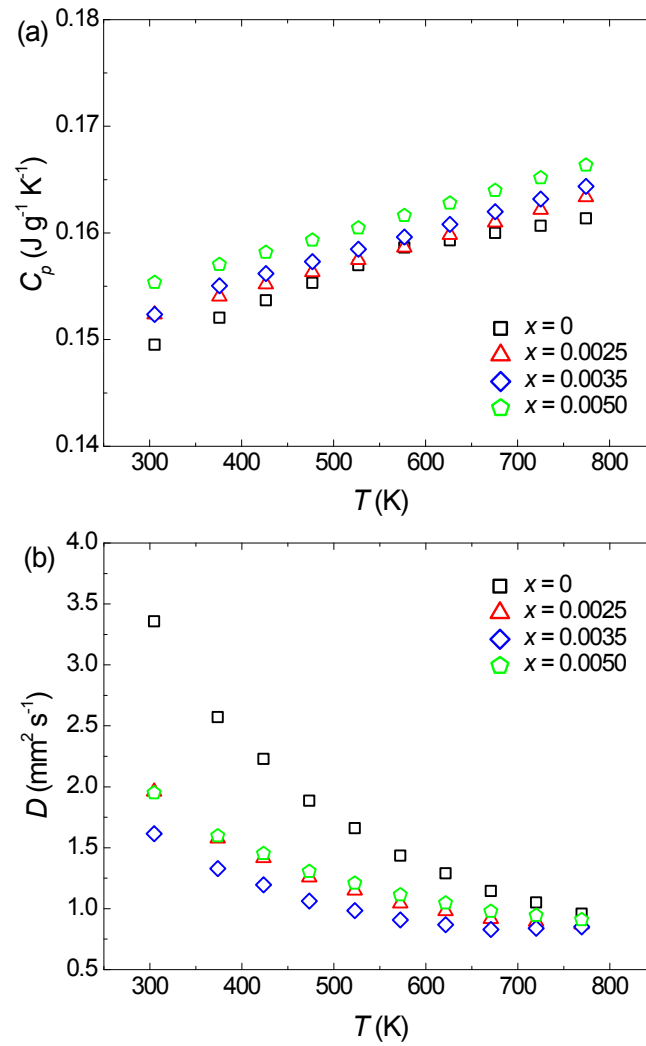 (a)
0.18
0.17
0.16
0.15
0.14
C_p (J g⁻¹ K⁻¹)
x = 0
x = 0.0025
x = 0.0035
x = 0.0050
300 400 500 600 700 800
T (K)
(b)
4.0
3.5
3.0
2.5
2.0
1.5
1.0
0.5
D (mm² s⁻¹)
x = 0
x = 0.0025
x = 0.0035
x = 0.0050
300 400 500 600 700 800
T (K)